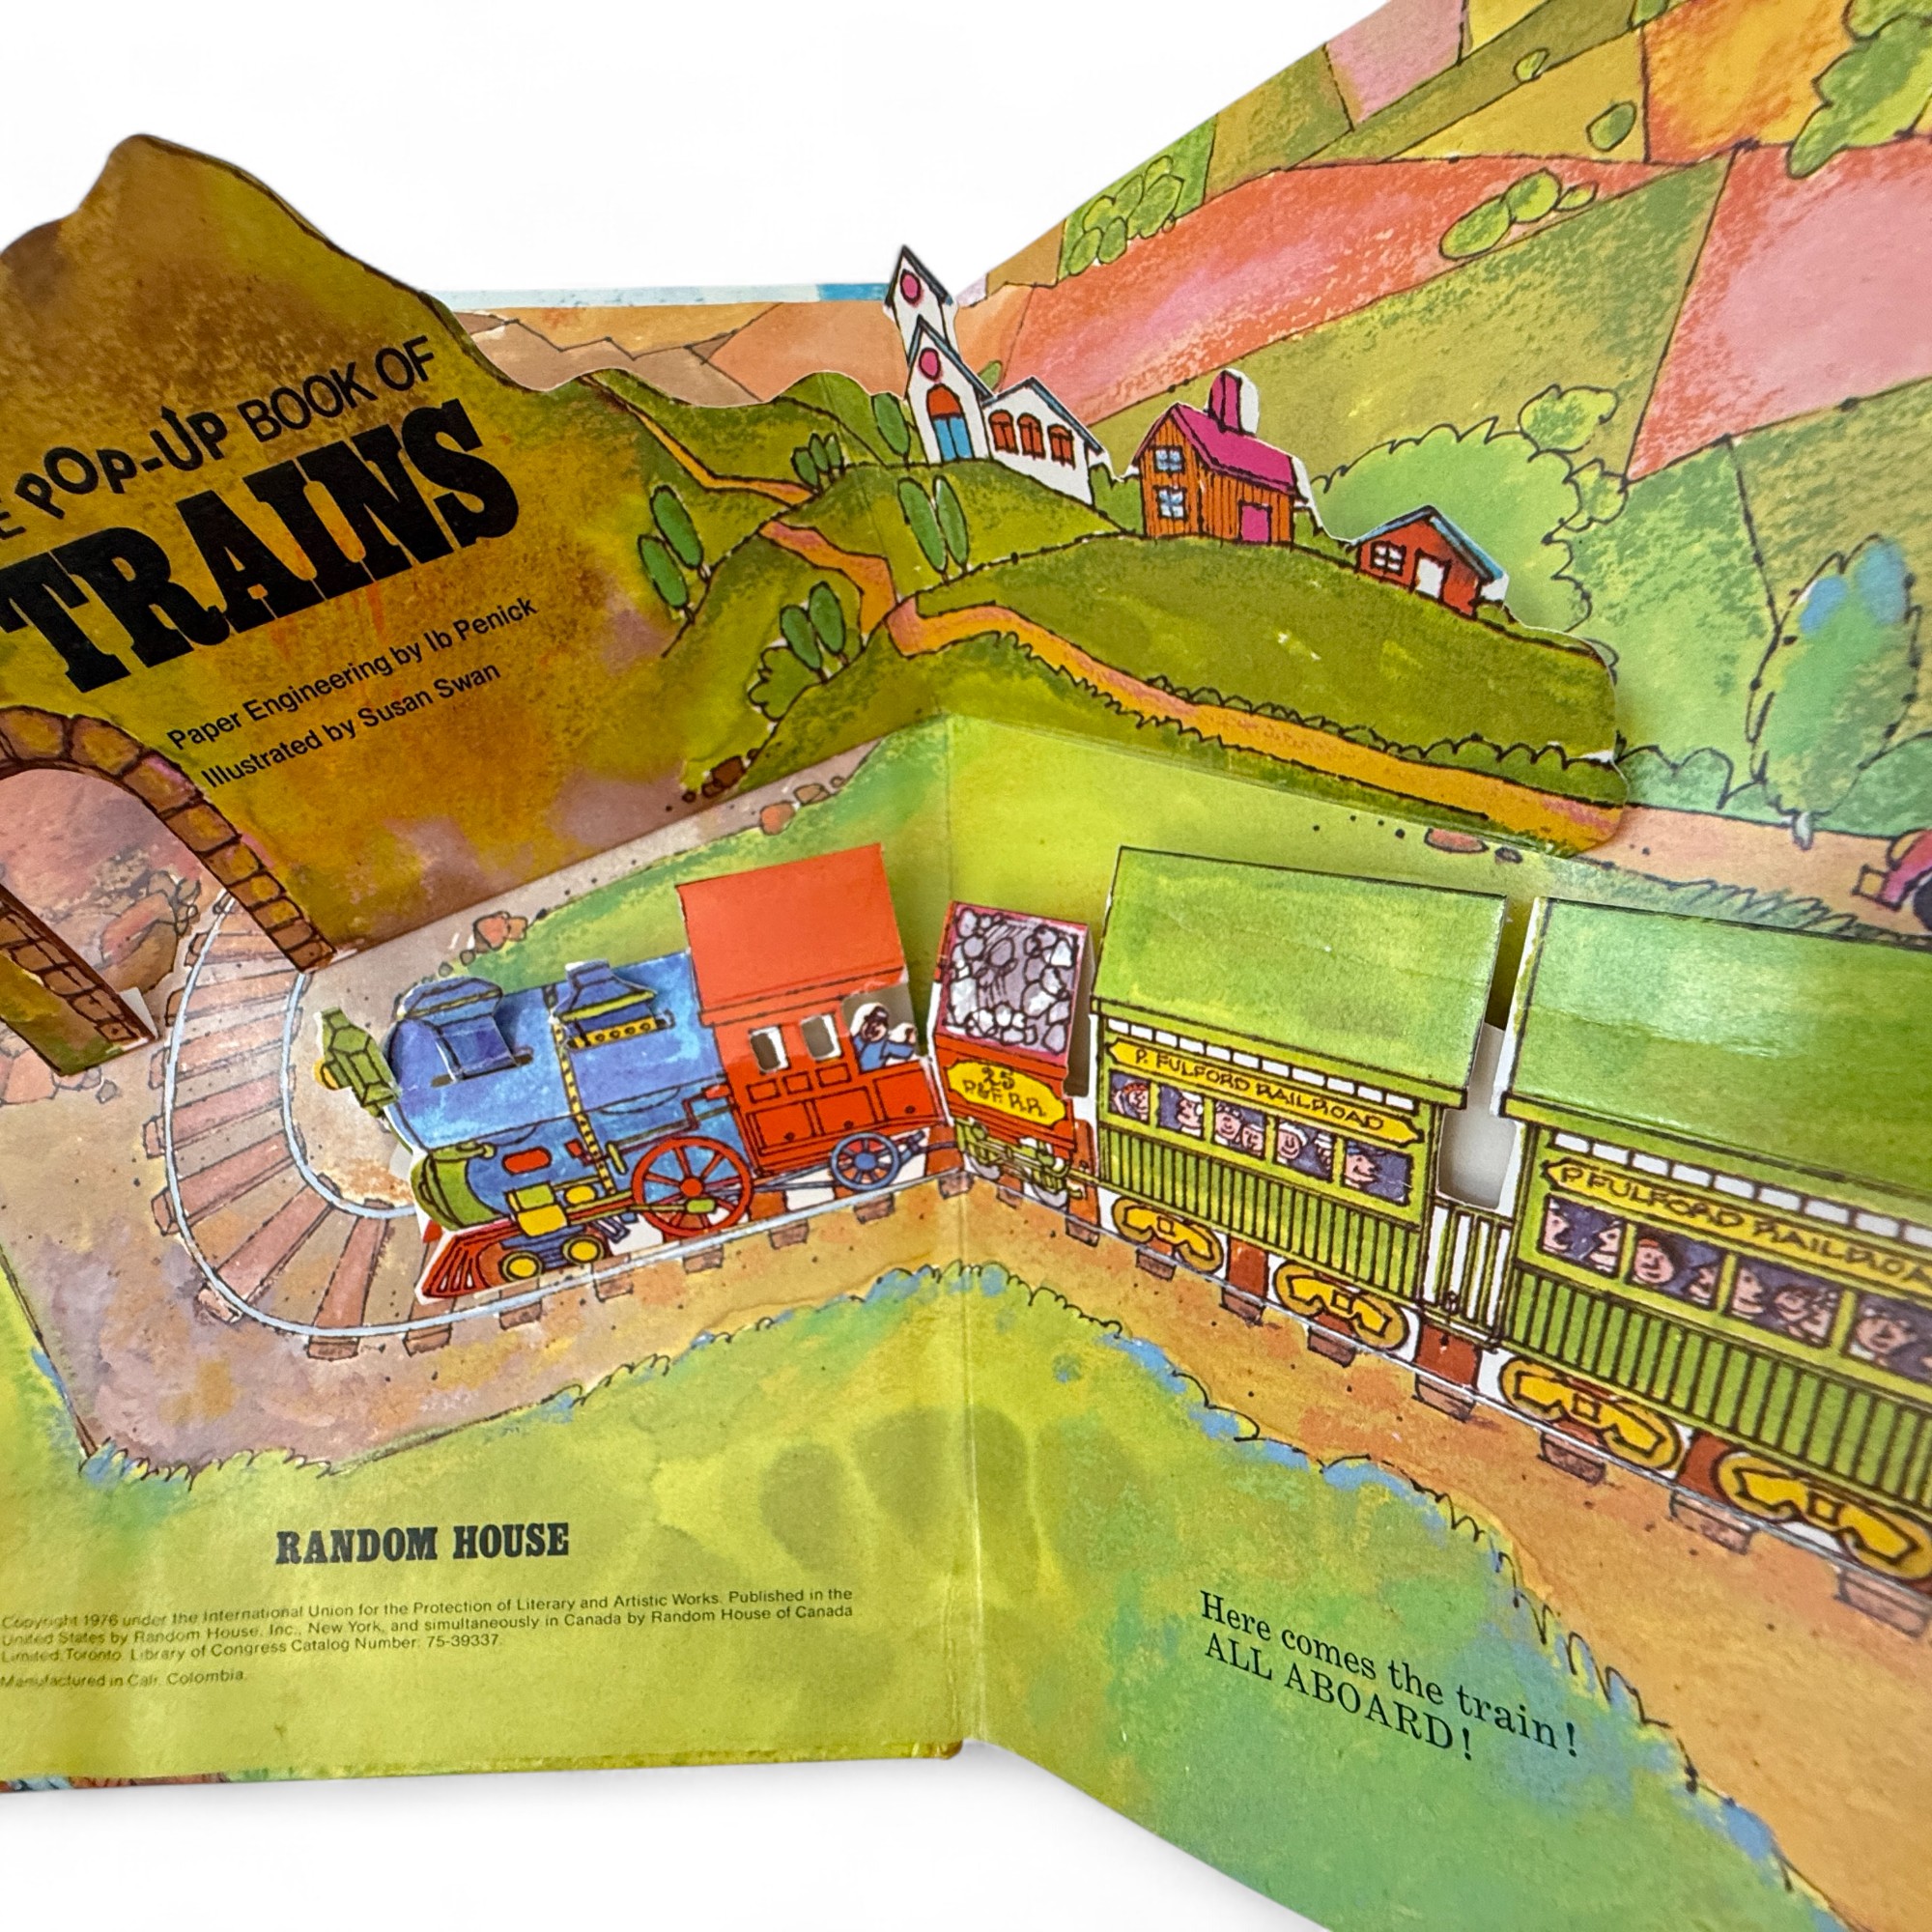 POP-UP BOOK OF
TRAINS
Paper Engineering by Ib Penick
Illustrated by Susan Swan
25
P&F R.R.
P. FULFORD RAILROAD
P. FULFORD
RANDOM HOUSE
Copyright 1976 under the International Union for the Protection of Literary and Artistic Works. Published in the
United States by Random House, Inc., New York, and simultaneously in Canada by Random House of Canada
Limited, Toronto. Library of Congress Catalog Number: 75-39337.
Manufactured in Cali, Colombia.
Here comes the train!
ALL ABOARD!